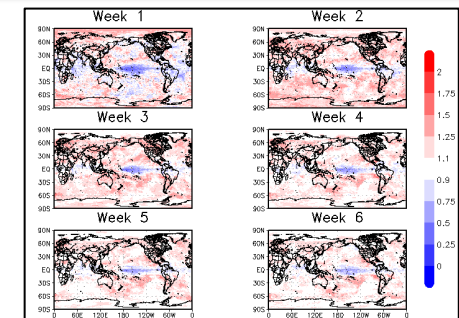 Week 1 Week 2
90N 90N
60N 60N
30N 30N
EQ EQ
30S 30S
60S 60S
90S 90S
Week 3 Week 4
90N 90N
60N 60N
30N 30N
EQ EQ
30S 30S
60S 60S
90S 90S
Week 5 Week 6
90N 90N
60N 60N
30N 30N
EQ EQ
30S 30S
60S 60S
90S 90S
0 60E 120E 180 120W 60W 0 0 60E 120E 180 120W 60W 0
2
1.75
1.5
1.25
1.1
0.9
0.75
0.5
0.25
0